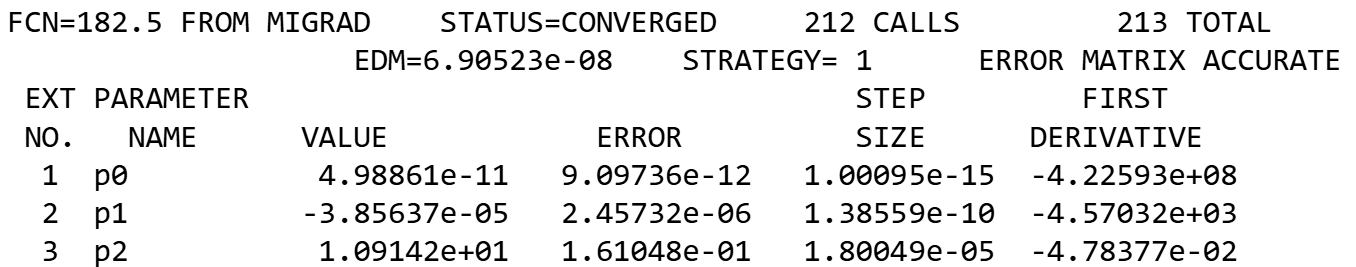 FCN=182.5 FROM MIGRAD    STATUS=CONVERGED     212 CALLS         213 TOTAL
EDM=6.90523e-08    STRATEGY= 1      ERROR MATRIX ACCURATE
EXT PARAMETER                                   STEP         FIRST
NO.   NAME      VALUE            ERROR          SIZE      DERIVATIVE
1  p0           4.98861e-11   9.09736e-12   1.00095e-15  -4.22593e+08
2  p1          -3.85637e-05   2.45732e-06   1.38559e-10  -4.57032e+03
3  p2           1.09142e+01   1.61048e-01   1.80049e-05  -4.78377e-02